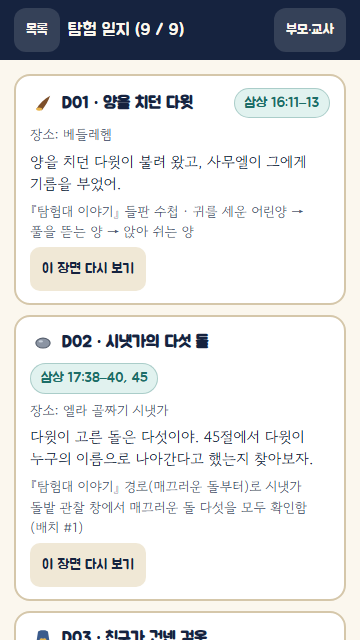 목록 탐험 일지 (9 / 9) 부모·교사
D01 · 양을 치던 다윗 삼상 16:11–13
장소: 베들레헴
양을 치던 다윗이 불려 왔고, 사무엘이 그에게
기름을 부었어.
『탐험대 이야기』 들판 수첩 · 귀를 세운 어린양 →
풀을 뜯는 양 → 앉아 쉬는 양
이 장면 다시 보기
D02 · 시냇가의 다섯 돌
삼상 17:38–40, 45
장소: 엘라 골짜기 시냇가
다윗이 고른 돌은 다섯이야. 45절에서 다윗이
누구의 이름으로 나아간다고 했는지 찾아보자.
『탐험대 이야기』 경로(매끄러운 돌부터)로 시냇가
돌밭 관찰 창에서 매끄러운 돌 다섯을 모두 확인함
(배치 #1)
이 장면 다시 보기
D03 · 친구가 건넨 겉옷